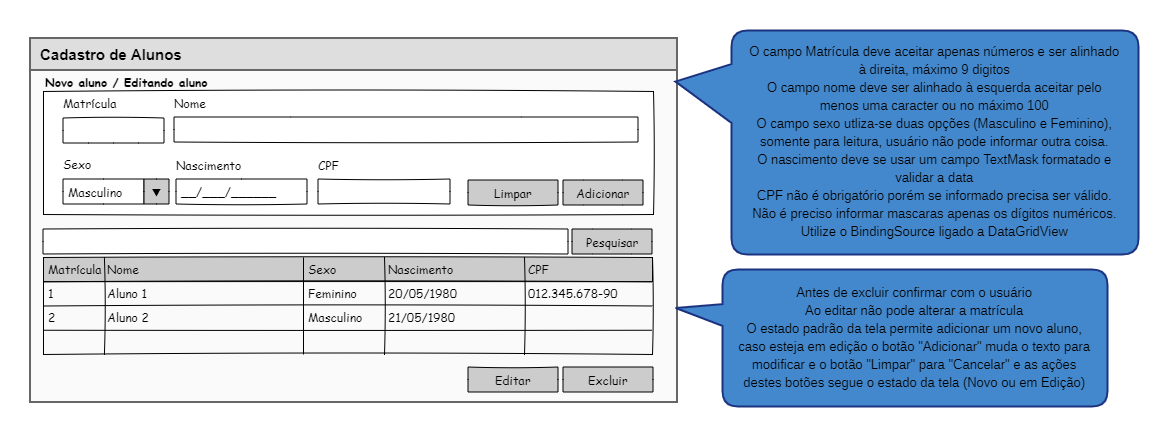 Cadastro de Alunos
Novo aluno / Editando aluno
Matrícula Nome
Sexo Nascimento CPF
Masculino ▼ __/___/______ Limpar Adicionar
Pesquisar
Matrícula Nome Sexo Nascimento CPF
1 Aluno 1 Feminino 20/05/1980 012.345.678-90
2 Aluno 2 Masculino 21/05/1980
Editar Excluir
O campo Matrícula deve aceitar apenas números e ser alinhado
à direita, máximo 9 digitos
O campo nome deve ser alinhado à esquerda aceitar pelo
menos uma caracter ou no máximo 100
O campo sexo utliza-se duas opções (Masculino e Feminino),
somente para leitura, usuário não pode informar outra coisa.
O nascimento deve se usar um campo TextMask formatado e
validar a data
CPF não é obrigatório porém se informado precisa ser válido.
Não é preciso informar mascaras apenas os dígitos numéricos.
Utilize o BindingSource ligado a DataGridView
Antes de excluir confirmar com o usuário
Ao editar não pode alterar a matrícula
O estado padrão da tela permite adicionar um novo aluno,
caso esteja em edição o botão "Adicionar" muda o texto para
modificar e o botão "Limpar" para "Cancelar" e as ações
destes botões segue o estado da tela (Novo ou em Edição)